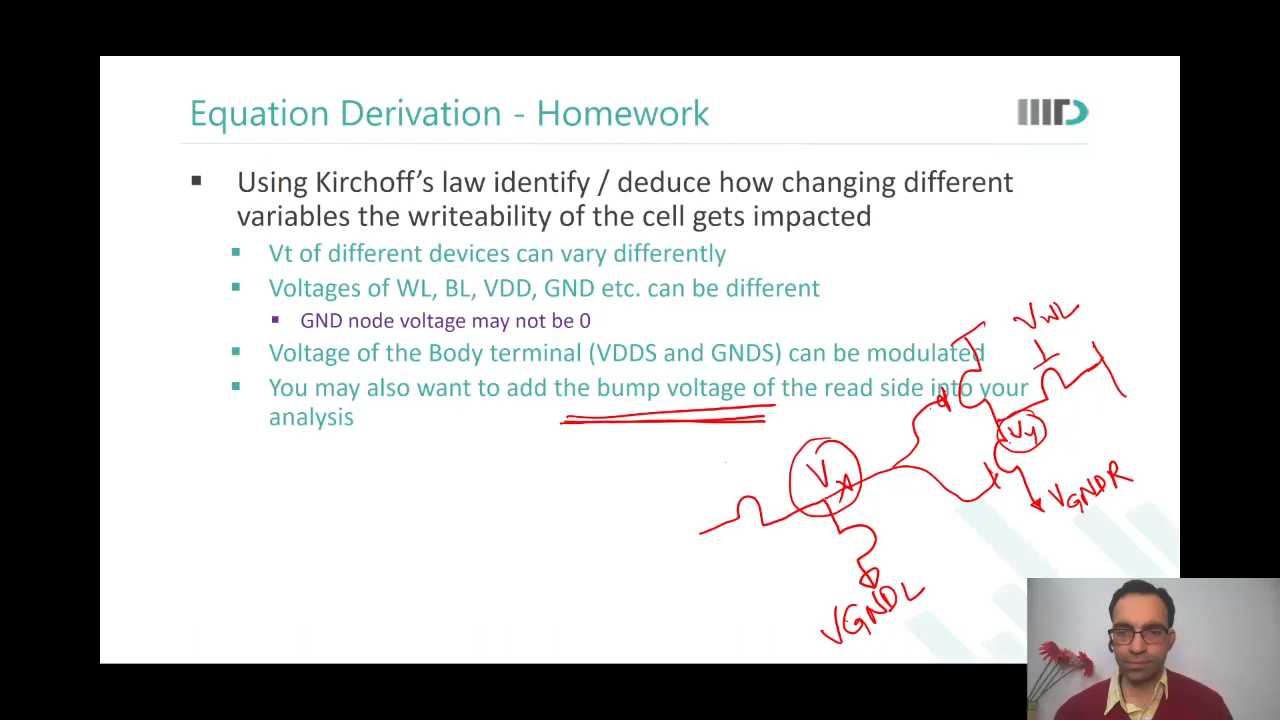 Equation Derivation - Homework
IIITD
Using Kirchoff's law identify / deduce how changing different
variables the writeability of the cell gets impacted
Vt of different devices can vary differently
Voltages of WL, BL, VDD, GND etc. can be different
GND node voltage may not be 0
Voltage of the Body terminal (VDDS and GNDS) can be modulated
You may also want to add the bump voltage of the read side into your
analysis
VWL
Vy
VX
VGNDR
VGNDL